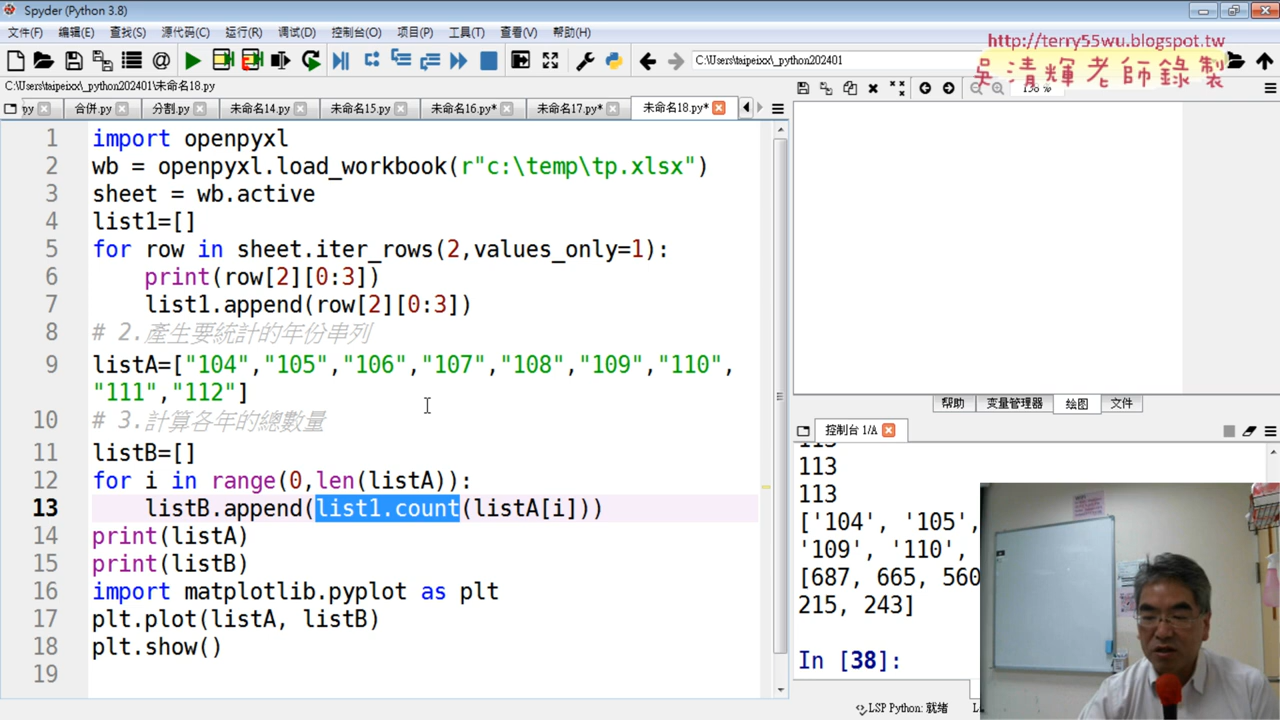 Spyder (Python 3.8)
文件(F) 编辑(E) 查找(S) 源代码(C) 运行(R) 调试(D) 控制台(O) 项目(P) 工具(T) 查看(V) 帮助(H)
C:\Users\taipeixx\_python202401
http://terry55wu.blogspot.tw
吳清輝老師錄製
C:\Users\taipeixx\_python202401\未命名18.py
py 合併.py 分割.py 未命名14.py 未命名15.py 未命名16.py* 未命名17.py* 未命名18.py*
1 import openpyxl
2 wb = openpyxl.load_workbook(r"c:\temp\tp.xlsx")
3 sheet = wb.active
4 list1=[]
5 for row in sheet.iter_rows(2,values_only=1):
6 print(row[2][0:3])
7 list1.append(row[2][0:3])
8 # 2.產生要統計的年份串列
9 listA=["104","105","106","107","108","109","110",
"111","112"]
10 # 3.計算各年的總數量
11 listB=[]
12 for i in range(0,len(listA)):
13 listB.append(list1.count(listA[i]))
14 print(listA)
15 print(listB)
16 import matplotlib.pyplot as plt
17 plt.plot(listA, listB)
18 plt.show()
19
帮助 变量管理器 绘图 文件
控制台 1/A
113
113
113
['104', '105',
'109', '110',
[687, 665, 560
215, 243]
In [38]:
LSP Python: 就绪